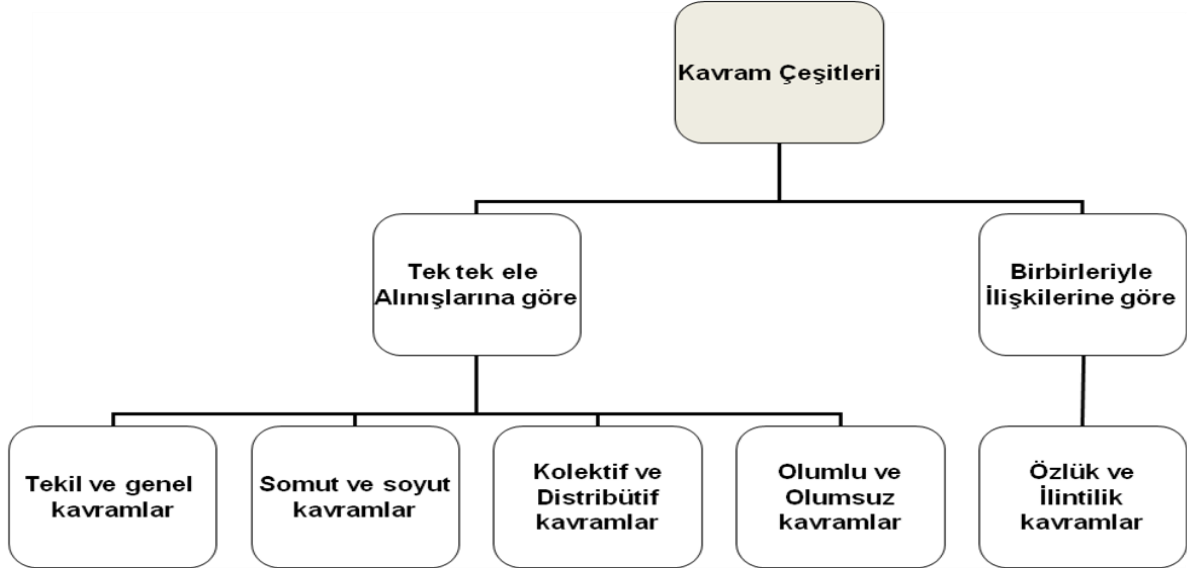 Kavram Çeşitleri
Tek tek ele
Alınışlarına göre
Birbirleriyle
İlişkilerine göre
Tekil ve genel
kavramlar
Somut ve soyut
kavramlar
Kolektif ve
Distribütif
kavramlar
Olumlu ve
Olumsuz
kavramlar
Özlük ve
İlintilik
kavramlar